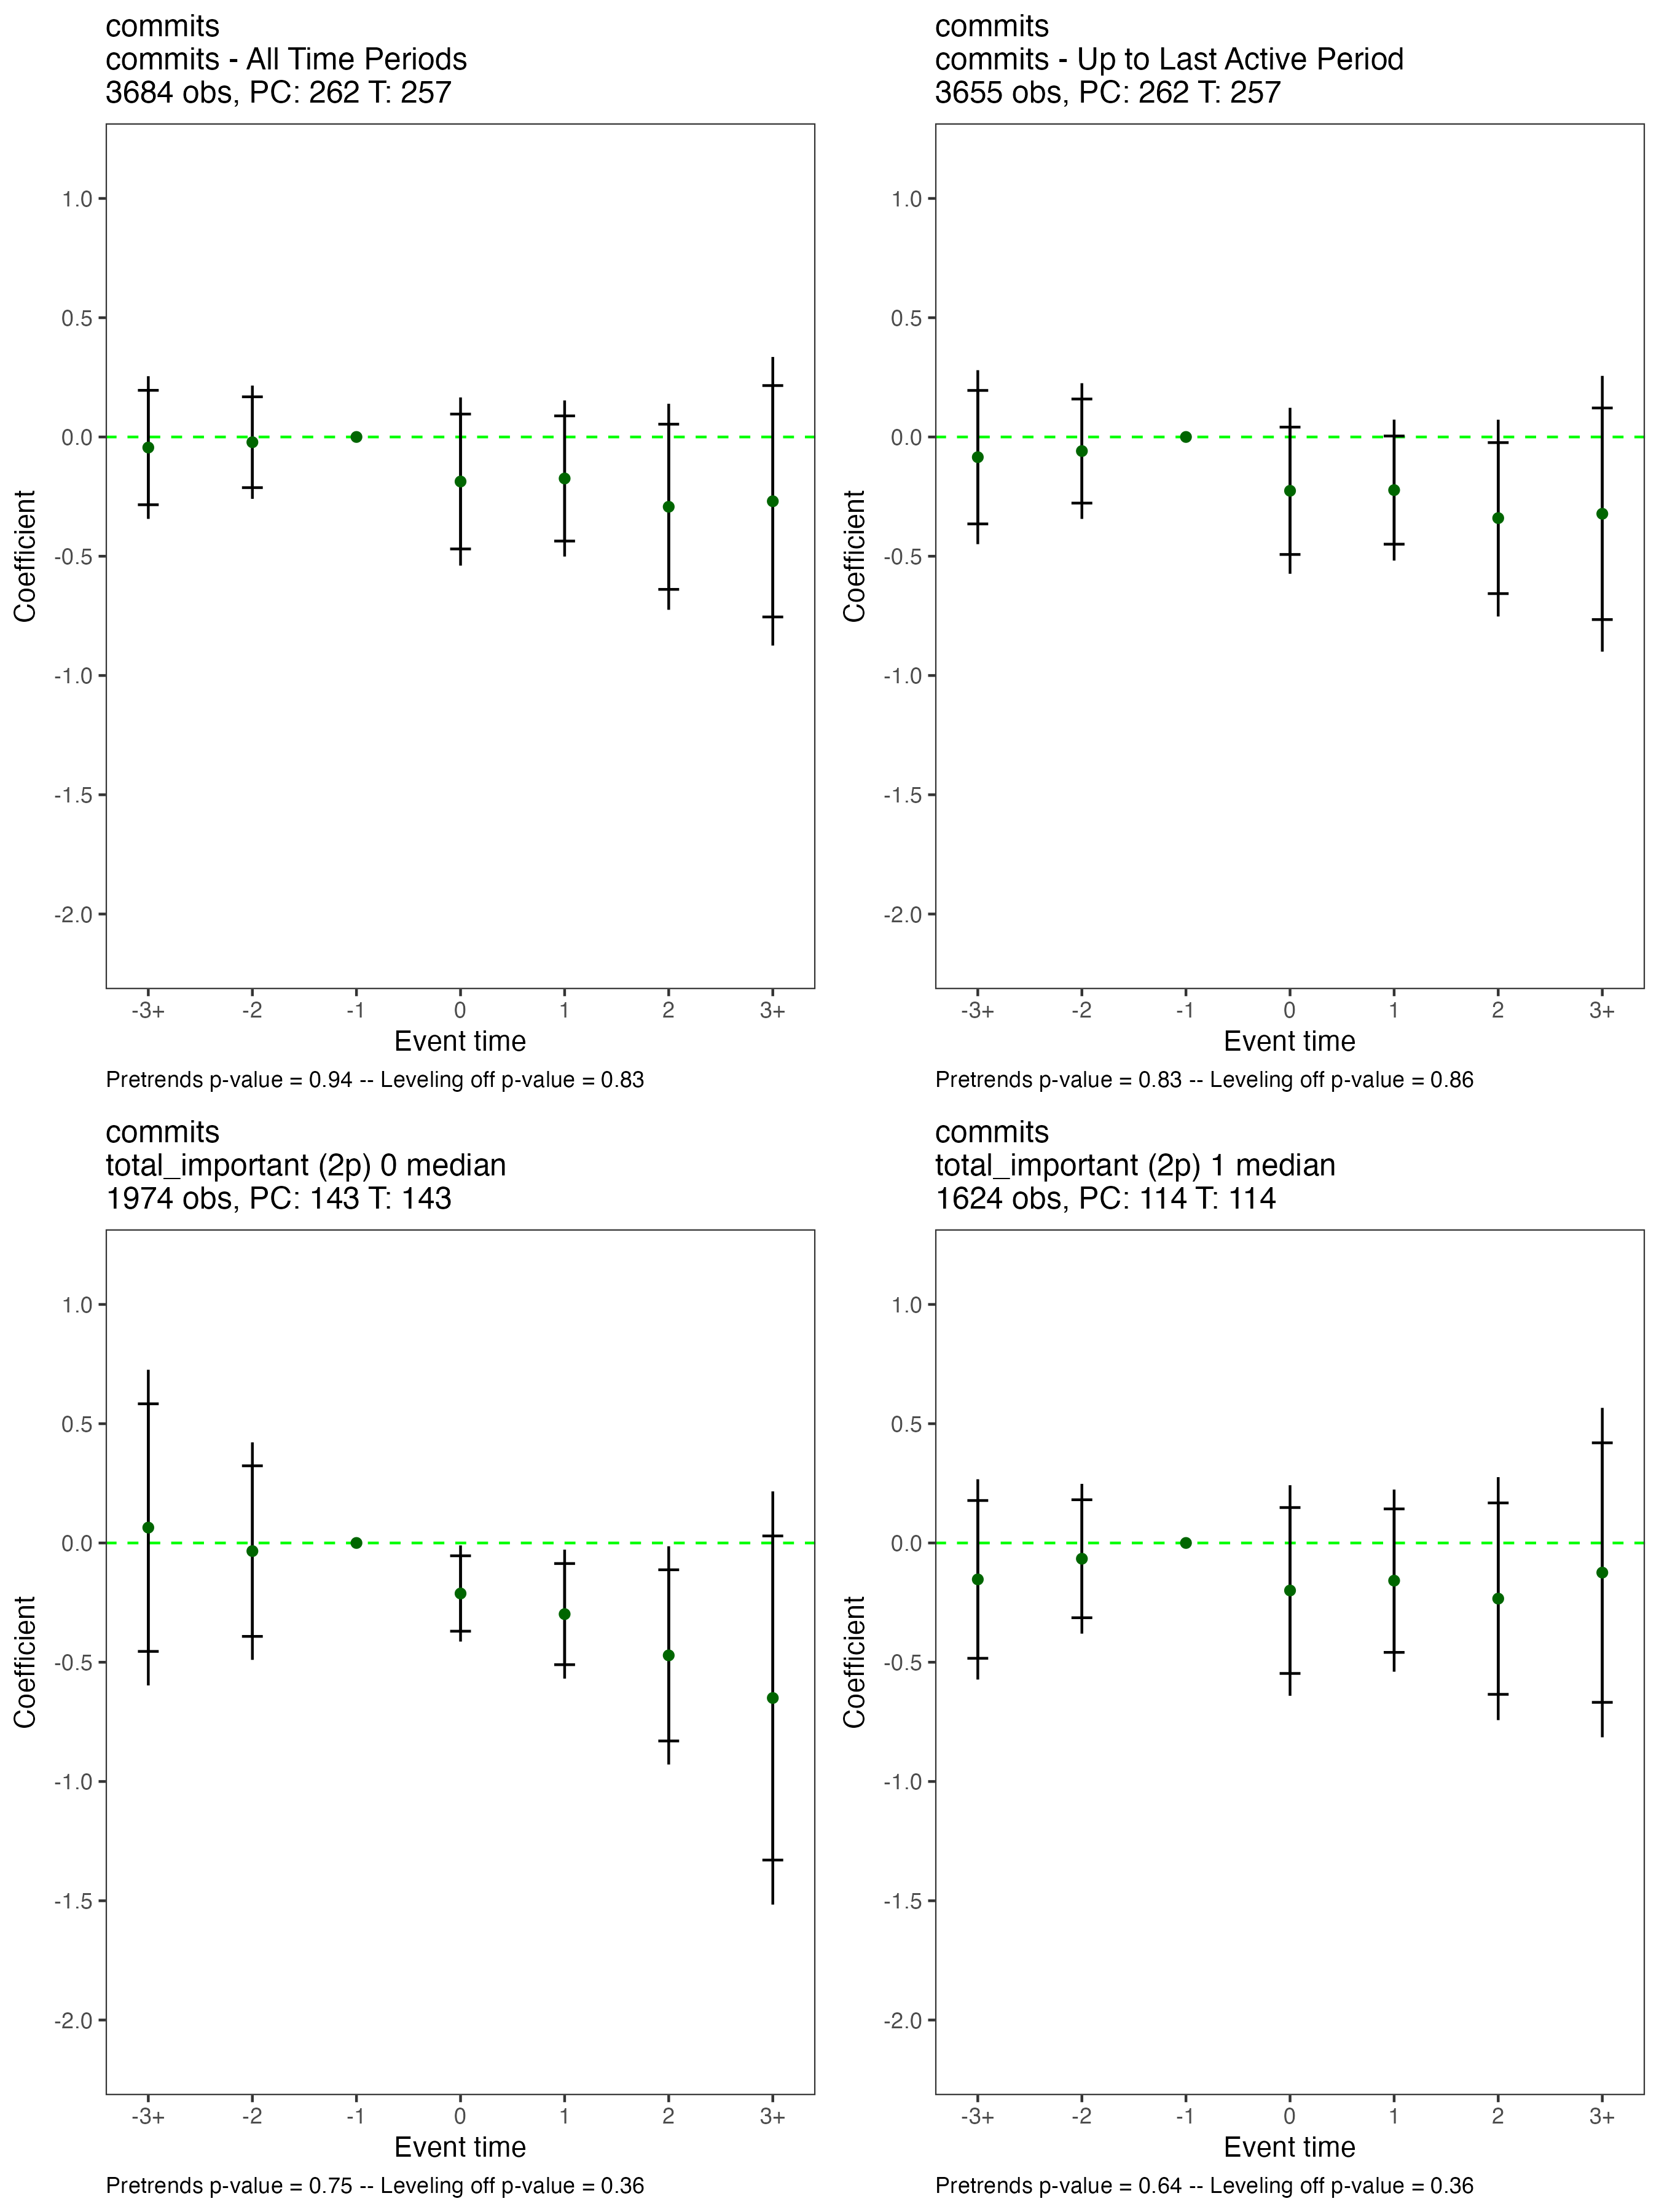 commits
commits - All Time Periods
3684 obs, PC: 262 T: 257
1.0
0.5
0.0
-0.5
-1.0
-1.5
-2.0
Coefficient
-3+ -2 -1 0 1 2 3+
Event time
Pretrends p-value = 0.94 -- Leveling off p-value = 0.83
commits
commits - Up to Last Active Period
3655 obs, PC: 262 T: 257
1.0
0.5
0.0
-0.5
-1.0
-1.5
-2.0
Coefficient
-3+ -2 -1 0 1 2 3+
Event time
Pretrends p-value = 0.83 -- Leveling off p-value = 0.86
commits
total_important (2p) 0 median
1974 obs, PC: 143 T: 143
1.0
0.5
0.0
-0.5
-1.0
-1.5
-2.0
Coefficient
-3+ -2 -1 0 1 2 3+
Event time
Pretrends p-value = 0.75 -- Leveling off p-value = 0.36
commits
total_important (2p) 1 median
1624 obs, PC: 114 T: 114
1.0
0.5
0.0
-0.5
-1.0
-1.5
-2.0
Coefficient
-3+ -2 -1 0 1 2 3+
Event time
Pretrends p-value = 0.64 -- Leveling off p-value = 0.36